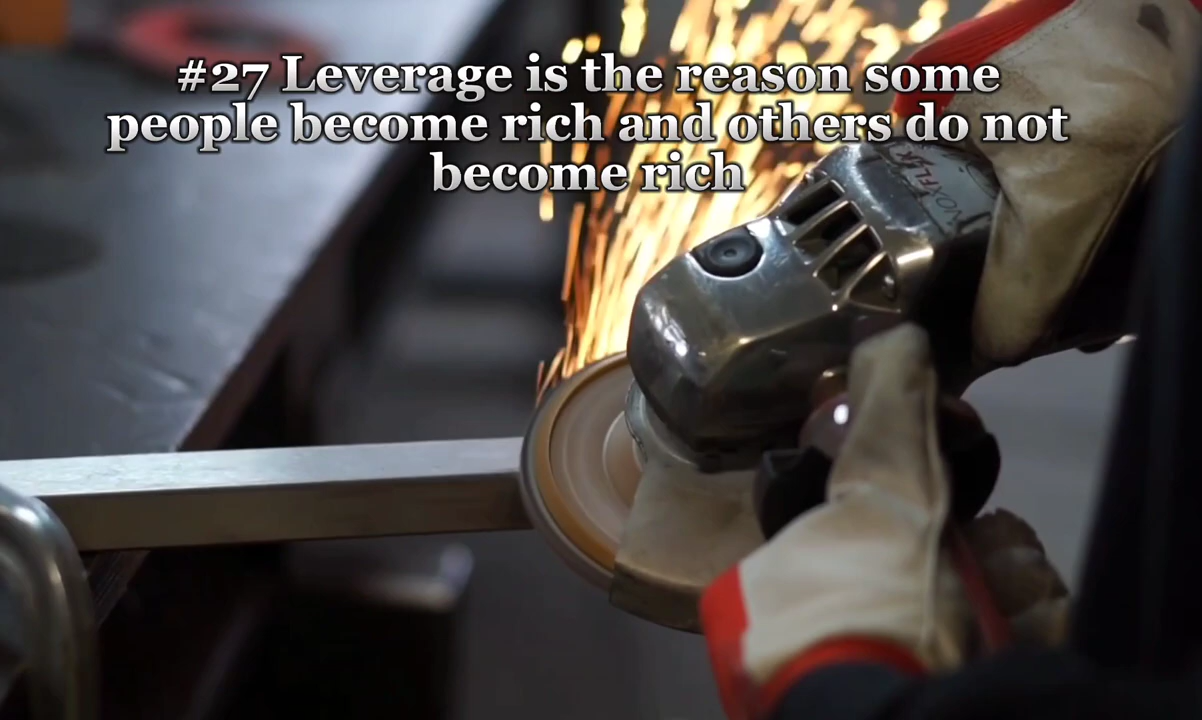 #27 Leverage is the reason some
people become rich and others do not
become rich